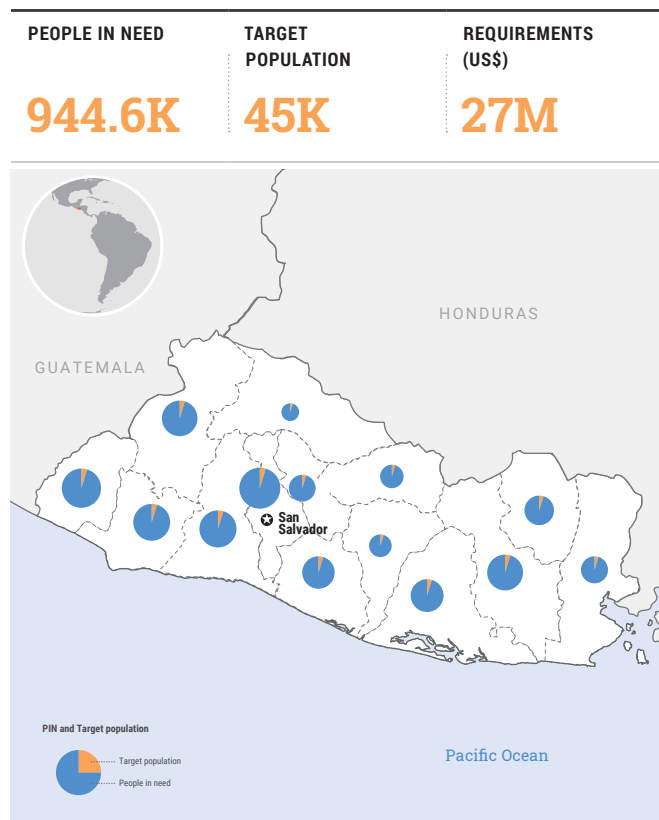 PEOPLE IN NEED
TARGET
POPULATION
REQUIREMENTS
(US$)
944.6K
45K
27M
HONDURAS
GUATEMALA
San
Salvador
PIN and Target population
Target population
People in need
Pacific Ocean